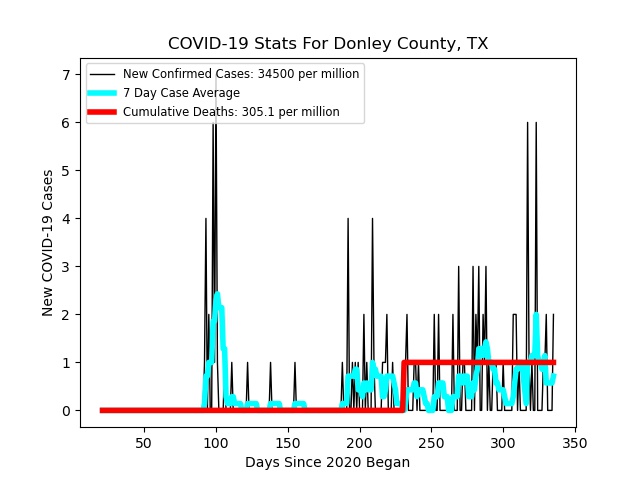 COVID-19 Stats For Donley County, TX
New Confirmed Cases: 34500 per million
7 Day Case Average
Cumulative Deaths: 305.1 per million
New COVID-19 Cases
7
6
5
4
3
2
1
0
50 100 150 200 250 300 350
Days Since 2020 Began